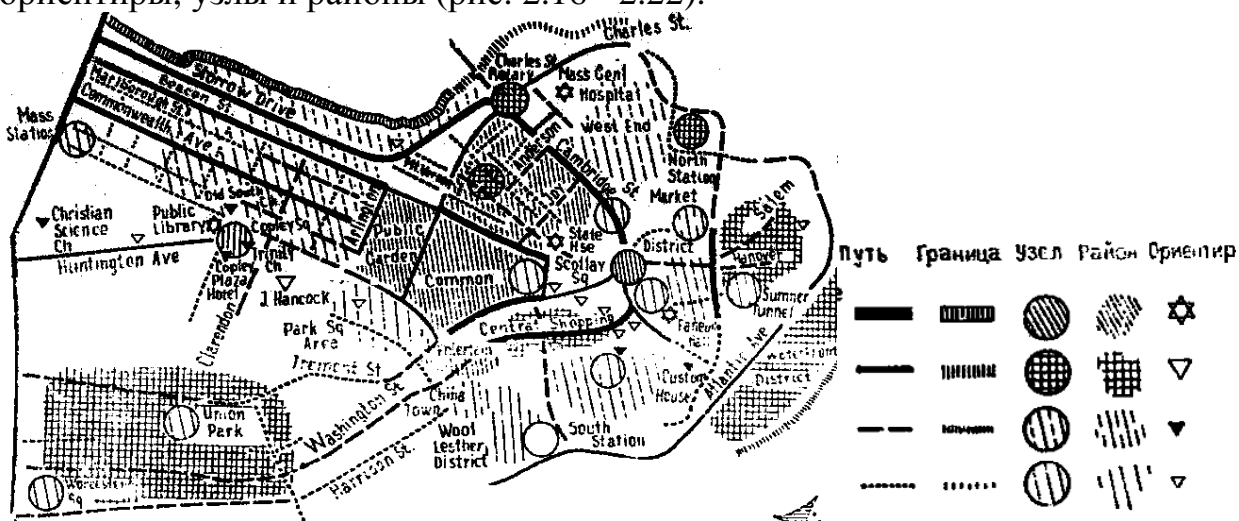 ориентиры, узлы и районы (рис. 2.16 - 2.22).
Charles St.
Charles St.
Rotary
Mass Gen'l
Hospital
Storrow Drive
Beacon St.
Marlborough St.
Commonwealth Ave
Mass
Station
West End
North
Station
Anderson
Cambridge St
Market
Salem
Christian
Science
Ch
Public
Library
Old South
Ch
Copley Sq
Trinity
Ch
Arlington
Public
Garden
State
Hse
Scollay
Sq
District
Hanover
Huntington Ave
Copley
Plaza
Hotel
J. Hancock
Common
Sumner
Tunnel
Clarendon
Park Sq
Area
Central Shopping
Faneuil
Hall
Atlantic Ave
Waterfront
District
Tremont St.
Custom
House
Washington St.
China
Town
Union
Park
Wool
Lesther
District
South
Station
Harrison St.
Worcester
Sq
Путь Граница Узел Район Ориентир